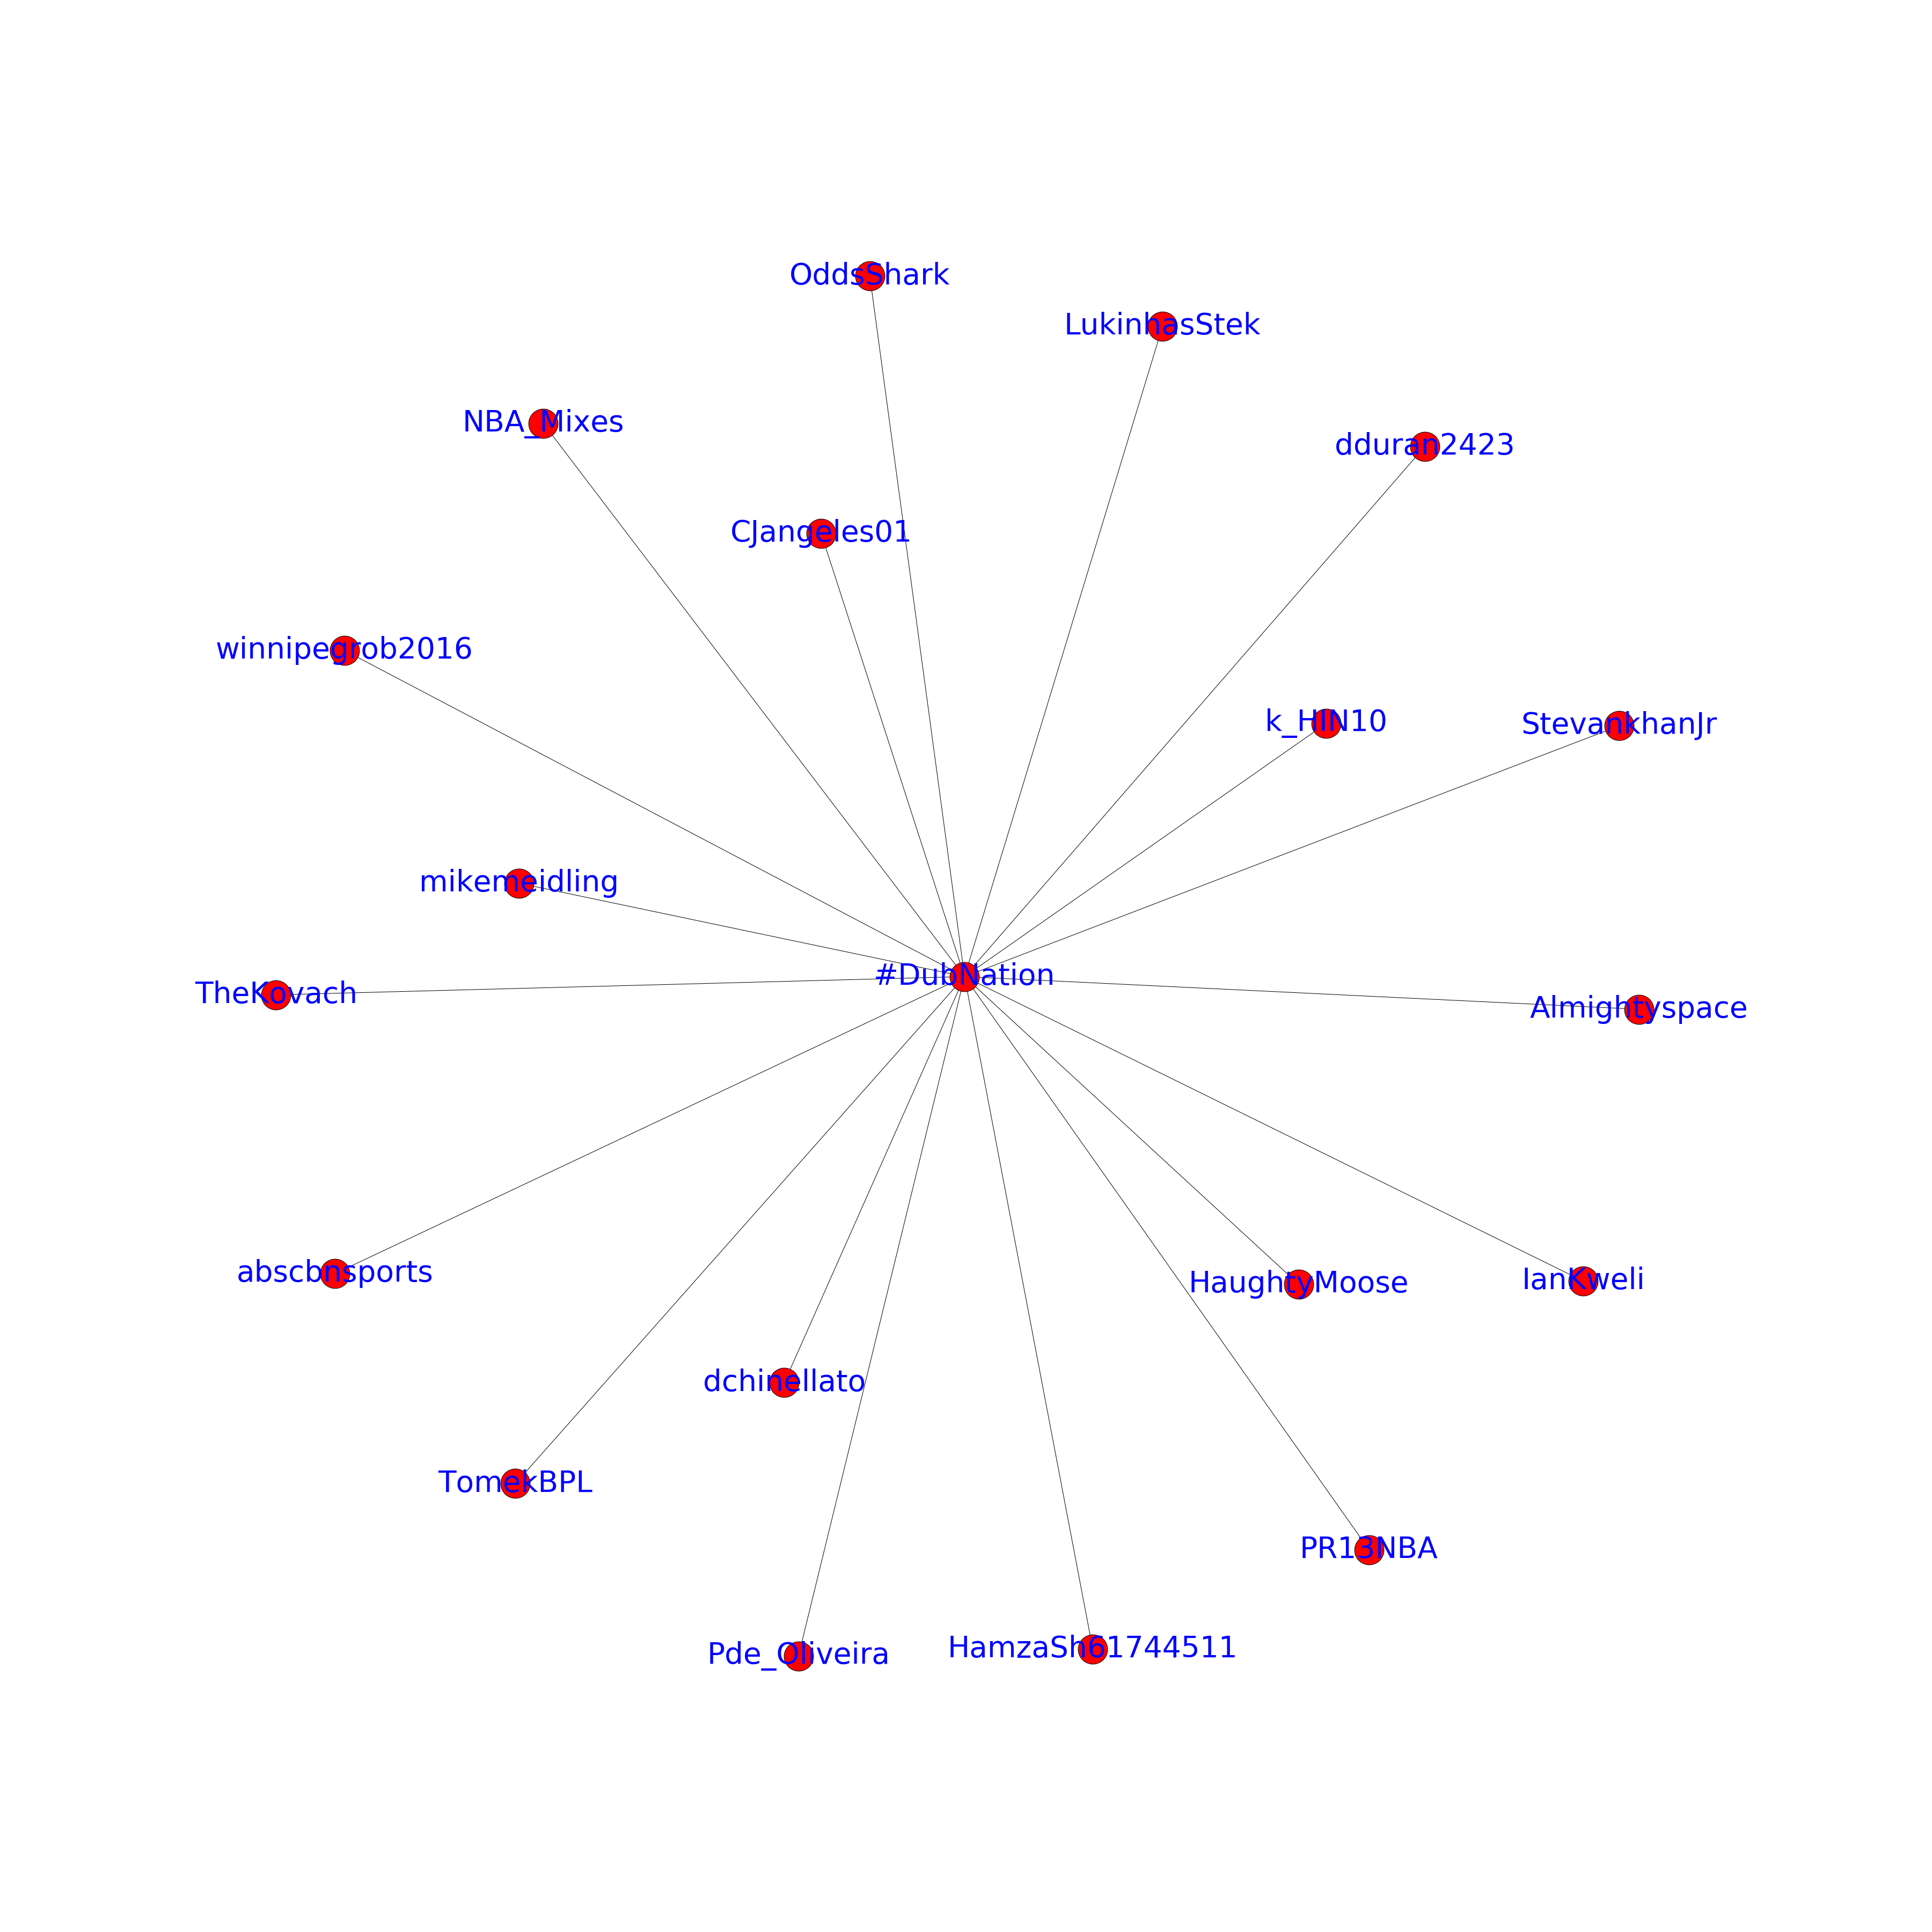 OddsShark
LukinhasStek
NBA_Mixes
dduran2423
CJangeles01
winnipegrob2016
k_HIN10
StevankhanJr
mikemeidling
#DubNation
TheKovach
Almightyspace
abscbnsports
HaughtyMoose
IanKweli
dchinellato
TomekBPL
PR13NBA
Pde_Oliveira
HamzaSh61744511